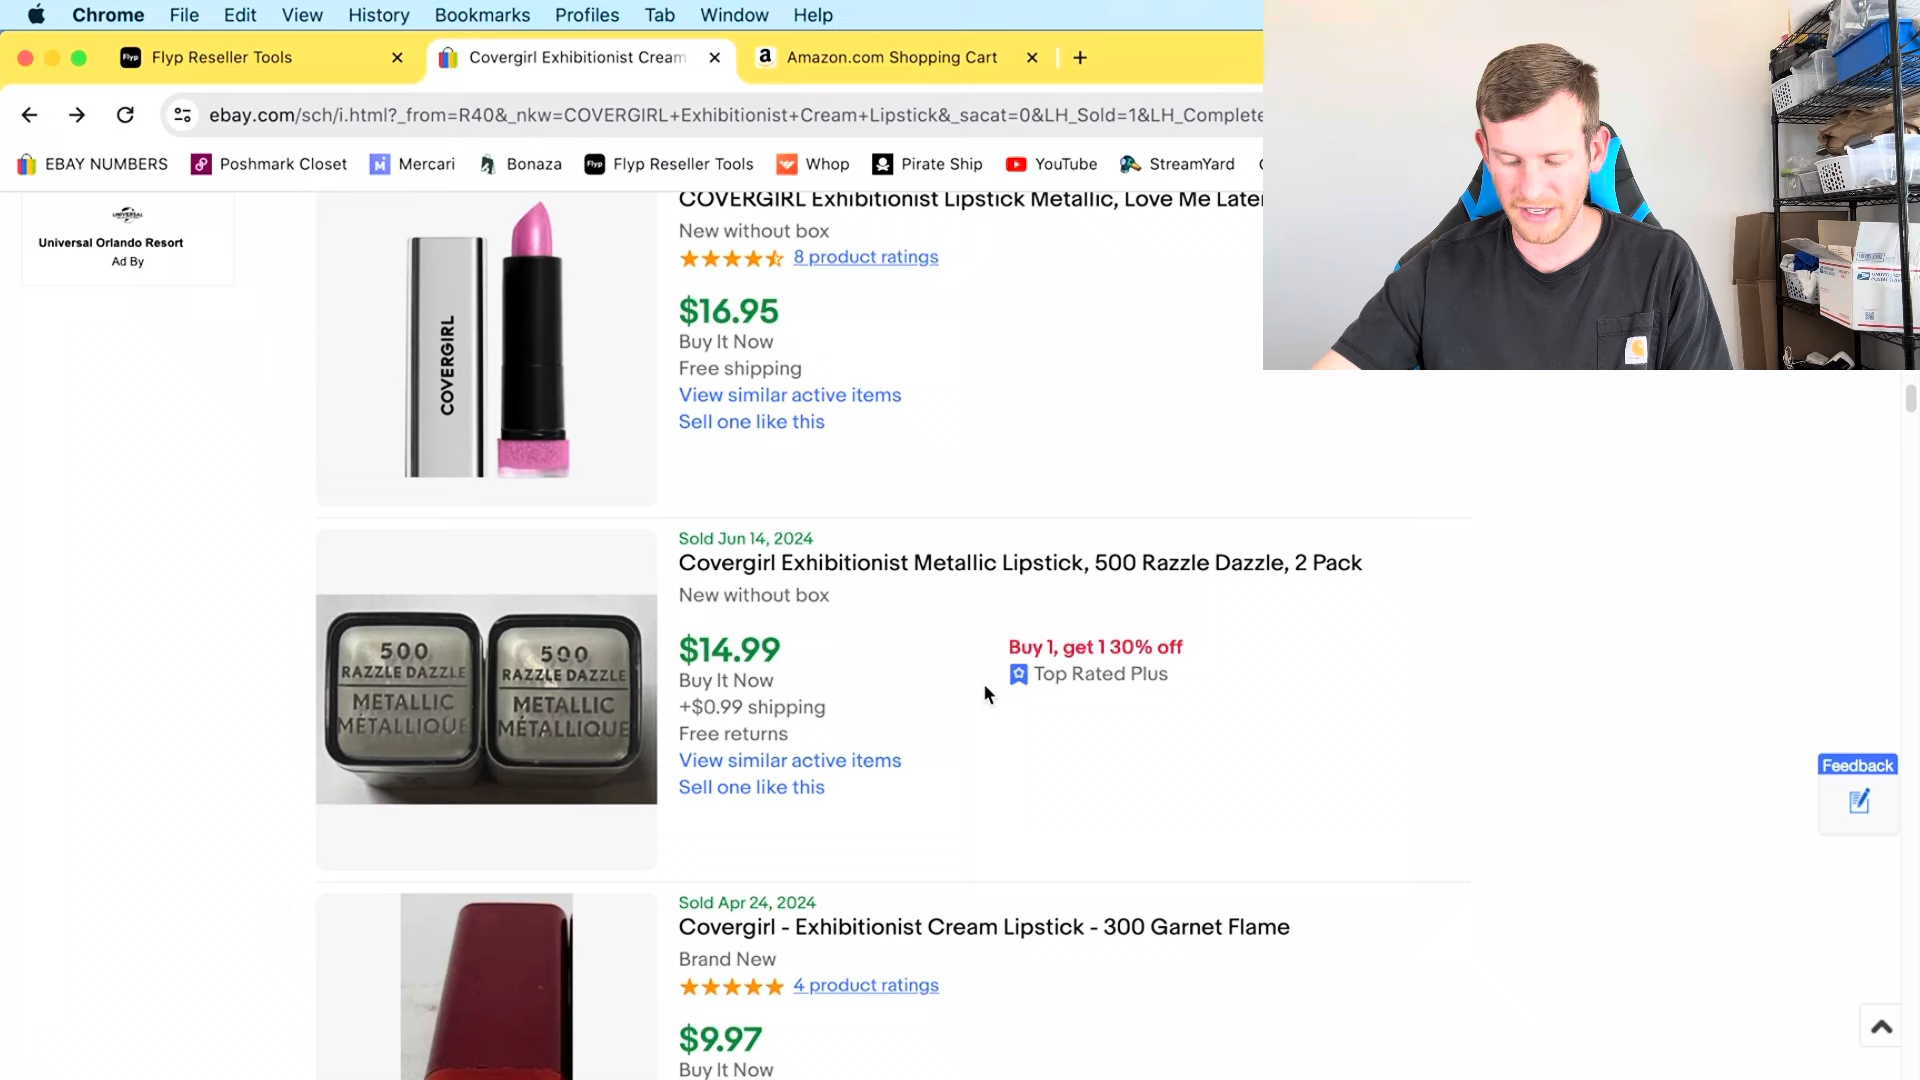 Chrome File Edit View History Bookmarks Profiles Tab Window Help
Flyp Flyp Reseller Tools
Covergirl Exhibitionist Cream
a Amazon.com Shopping Cart
ebay.com/sch/i.html?_from=R40&_nkw=COVERGIRL+Exhibitionist+Cream+Lipstick&_sacat=0&LH_Sold=1&LH_Complete
EBAY NUMBERS Poshmark Closet Mercari Bonaza Flyp Flyp Reseller Tools Whop Pirate Ship YouTube StreamYard
UNIVERSAL
Universal Orlando Resort
Ad By
COVERGIRL
COVERGIRL Exhibitionist Lipstick Metallic, Love Me Later
New without box
8 product ratings
$16.95
Buy It Now
Free shipping
View similar active items
Sell one like this
500
RAZZLE DAZZLE
METALLIC
MÉTALLIQUE
500
RAZZLE DAZZLE
METALLIC
MÉTALLIQUE
Sold Jun 14, 2024
Covergirl Exhibitionist Metallic Lipstick, 500 Razzle Dazzle, 2 Pack
New without box
$14.99
Buy It Now
+$0.99 shipping
Free returns
View similar active items
Sell one like this
Buy 1, get 1 30% off
Top Rated Plus
Sold Apr 24, 2024
Covergirl - Exhibitionist Cream Lipstick - 300 Garnet Flame
Brand New
4 product ratings
$9.97
Buy It Now
Feedback